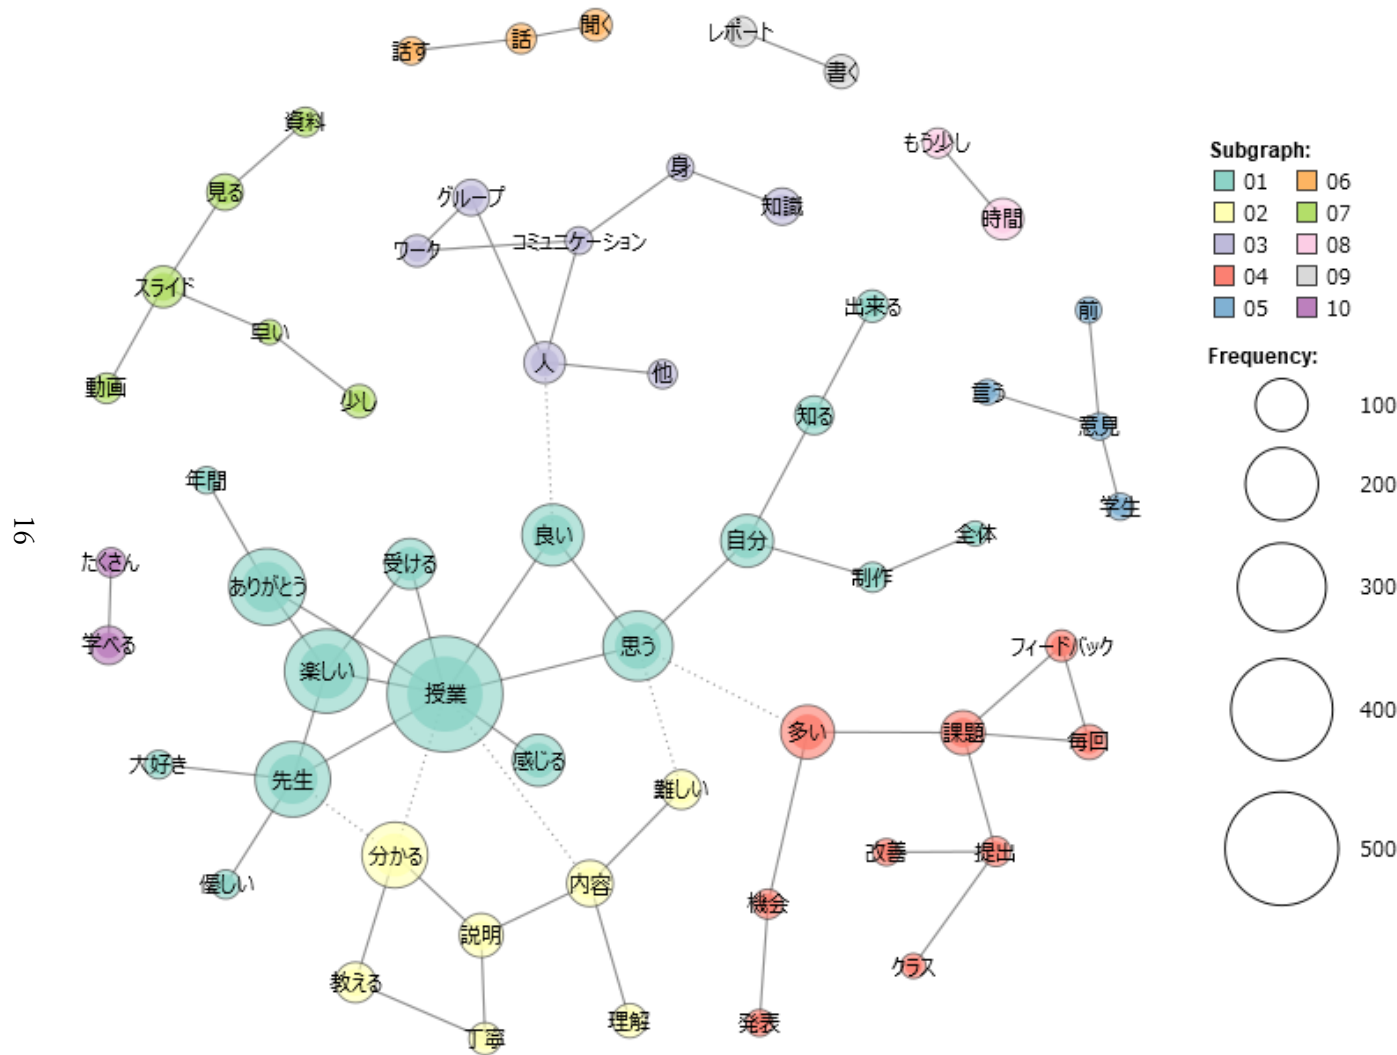 話す
話
聞く
レポート
書く
資料
見る
スライド
早い
動画
少し
グループ
ワーク
コミュニケーション
身
知識
人
他
もう少し
時間
出来る
知る
自分
制作
全体
前
言う
意見
学生
年間
ありがとう
受ける
良い
思う
楽しい
授業
感じる
大好き
先生
優しい
たくさん
学べる
分かる
難しい
内容
説明
教える
丁寧
理解
フィードバック
多い
課題
毎回
改善
提出
機会
クラス
発表
Subgraph:
01 06
02 07
03 08
04 09
05 10
Frequency:
100
200
300
400
500
16